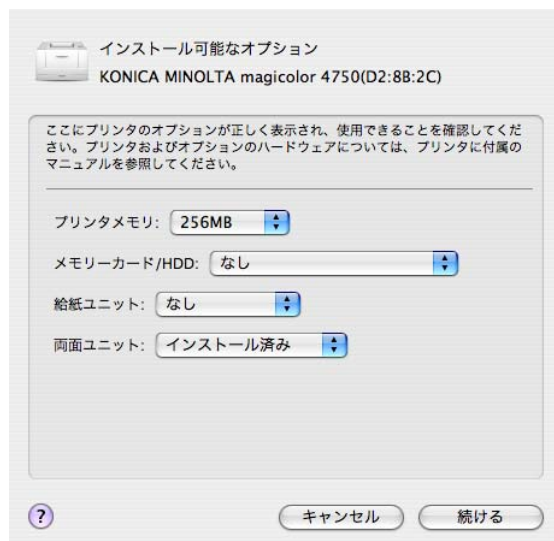 インストール可能なオプション
KONICA MINOLTA magicolor 4750(D2:8B:2C)
ここにプリンタのオプションが正しく表示され、使用できることを確認してくだ
さい。プリンタおよびオプションのハードウェアについては、プリンタに付属の
マニュアルを参照してください。
プリンタメモリ: 256MB
メモリーカード/HDD: なし
給紙ユニット: なし
両面ユニット: インストール済み
? キャンセル 続ける